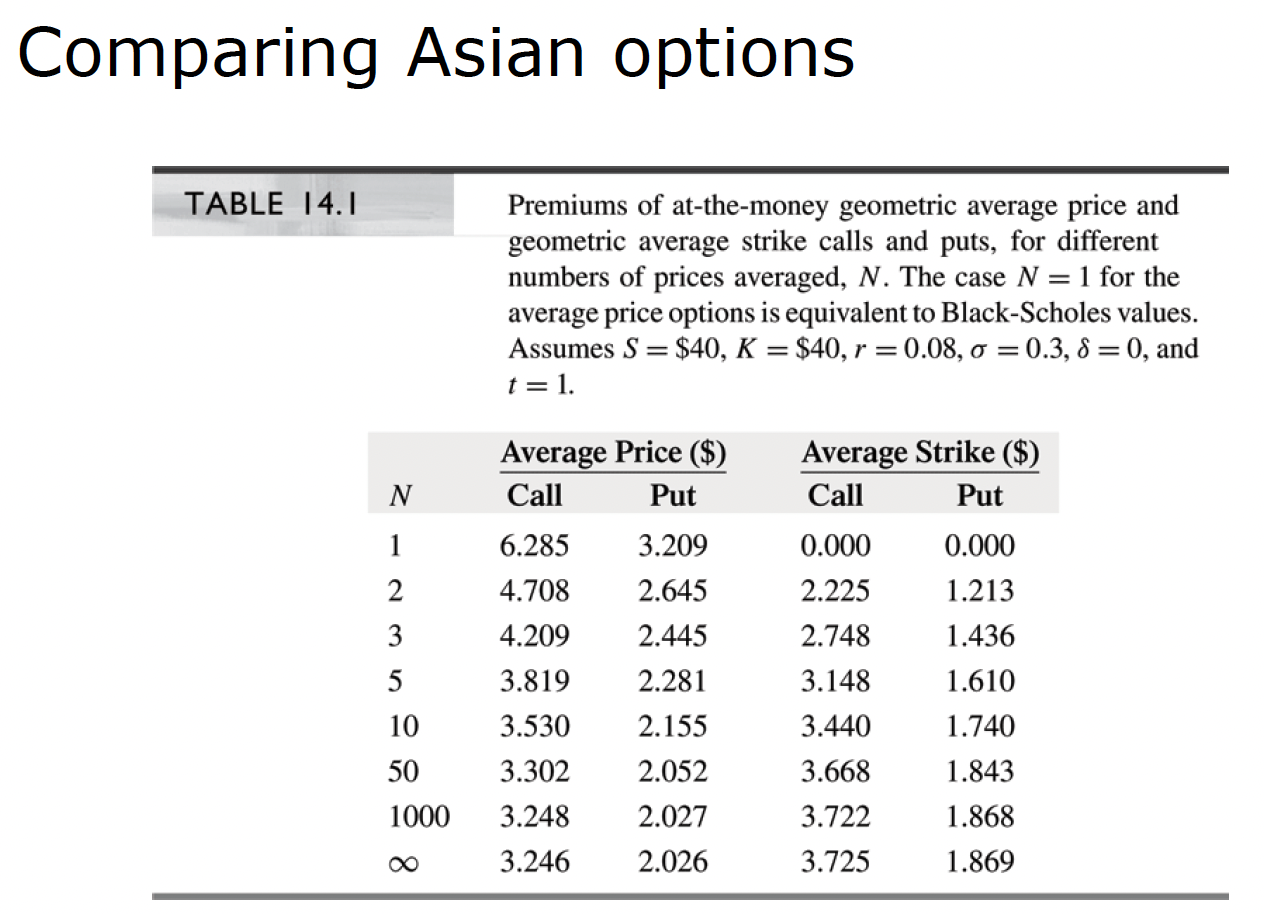 Comparing Asian options
TABLE 14.1
Premiums of at-the-money geometric average price and
geometric average strike calls and puts, for different
numbers of prices averaged, N. The case N = 1 for the
average price options is equivalent to Black-Scholes values.
Assumes S = $40, K = $40, r = 0.08, σ = 0.3, δ = 0, and
t = 1.
Average Price ($) Average Strike ($)
N Call Put Call Put
1 6.285 3.209 0.000 0.000
2 4.708 2.645 2.225 1.213
3 4.209 2.445 2.748 1.436
5 3.819 2.281 3.148 1.610
10 3.530 2.155 3.440 1.740
50 3.302 2.052 3.668 1.843
1000 3.248 2.027 3.722 1.868
∞ 3.246 2.026 3.725 1.869